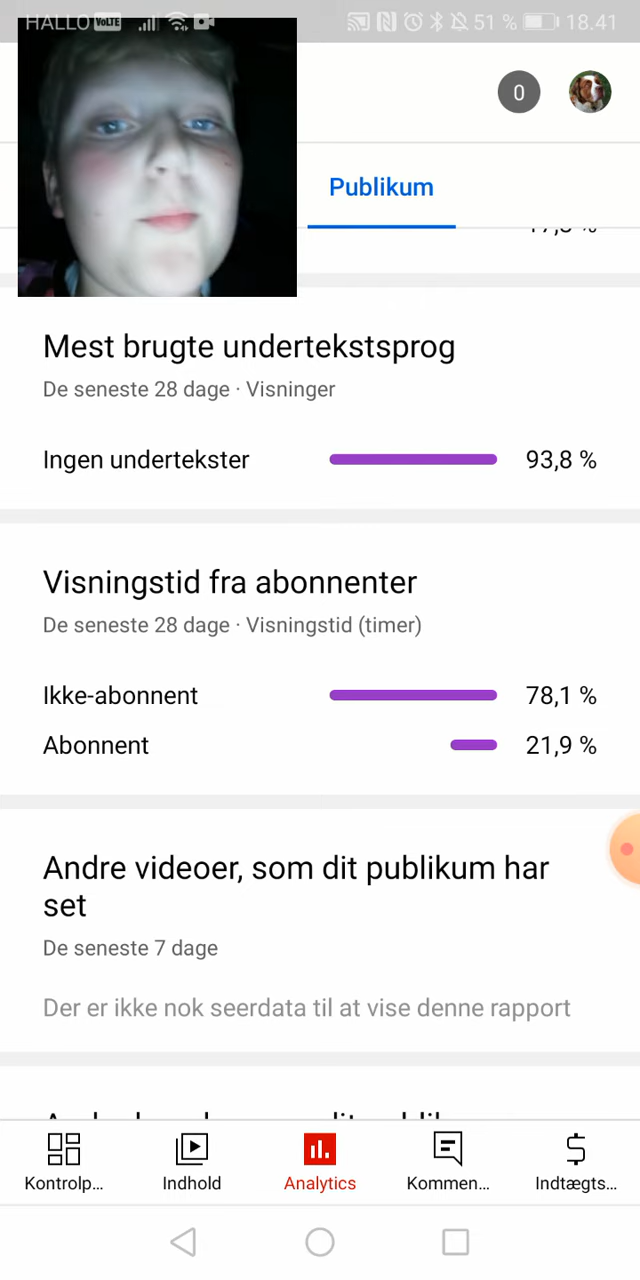 HALLO VoLTE 51 % 18.41
0
Publikum
Mest brugte undertekstsprog
De seneste 28 dage · Visninger
Ingen undertekster 93,8 %
Visningstid fra abonnenter
De seneste 28 dage · Visningstid (timer)
Ikke-abonnent 78,1 %
Abonnent 21,9 %
Andre videoer, som dit publikum har
set
De seneste 7 dage
Der er ikke nok seerdata til at vise denne rapport
Kontrolp... Indhold Analytics Kommen... Indtægts...